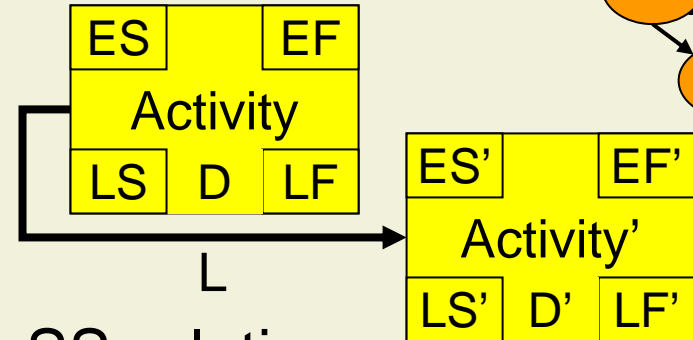 ES EF
Activity
LS D LF
ES’ EF’
Activity’
L
LS’ D’ LF’